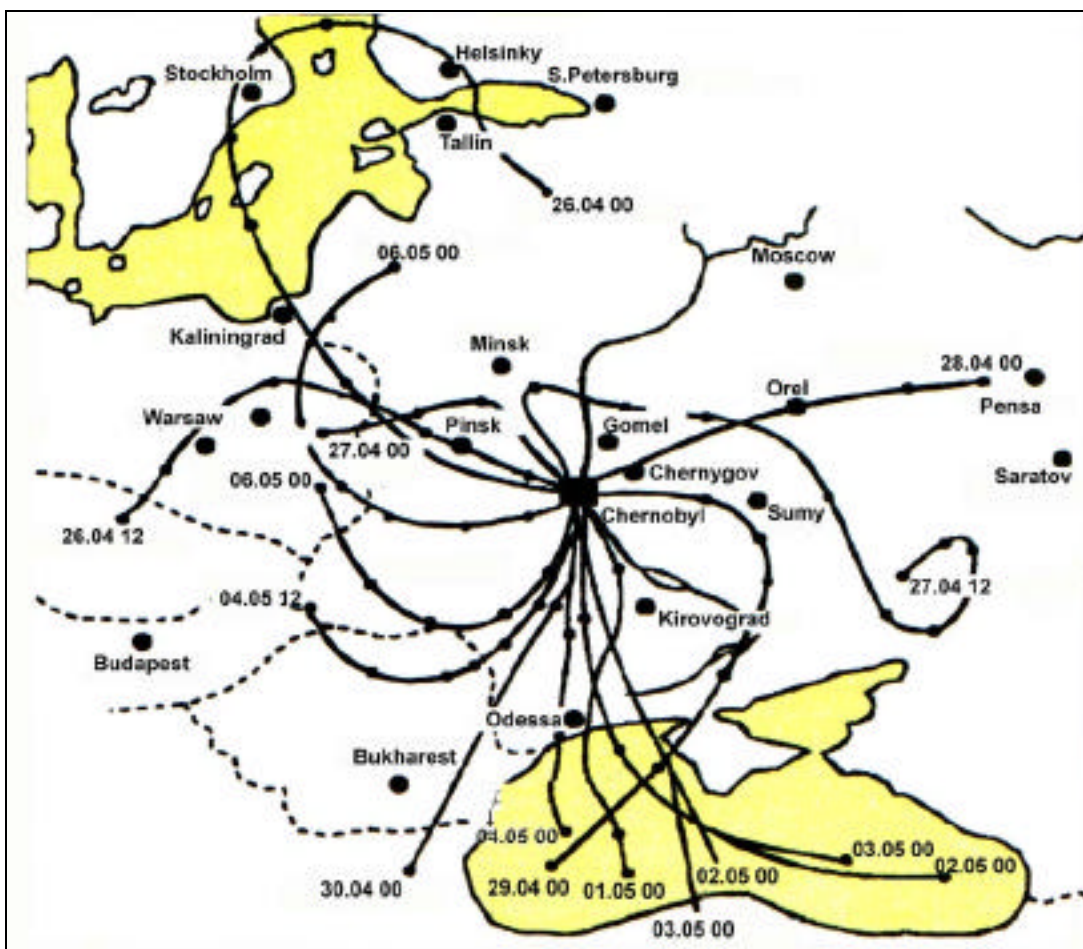 Helsinky
Stockholm
S.Petersburg
Tallin
26.04 00
06.05 00
Moscow
Kaliningrad
Minsk
28.04 00
Orel
Pensa
Warsaw
Pinsk
Gomel
27.04 00
Chernygov
Saratov
06.05 00
Chernobyl
Sumy
26.04 12
27.04 12
04.05 12
Kirovograd
Budapest
Odessa
Bukharest
04.05 00
03.05 00
02.05 00
02.05 00
30.04 00
29.04 00
01.05 00
03.05 00